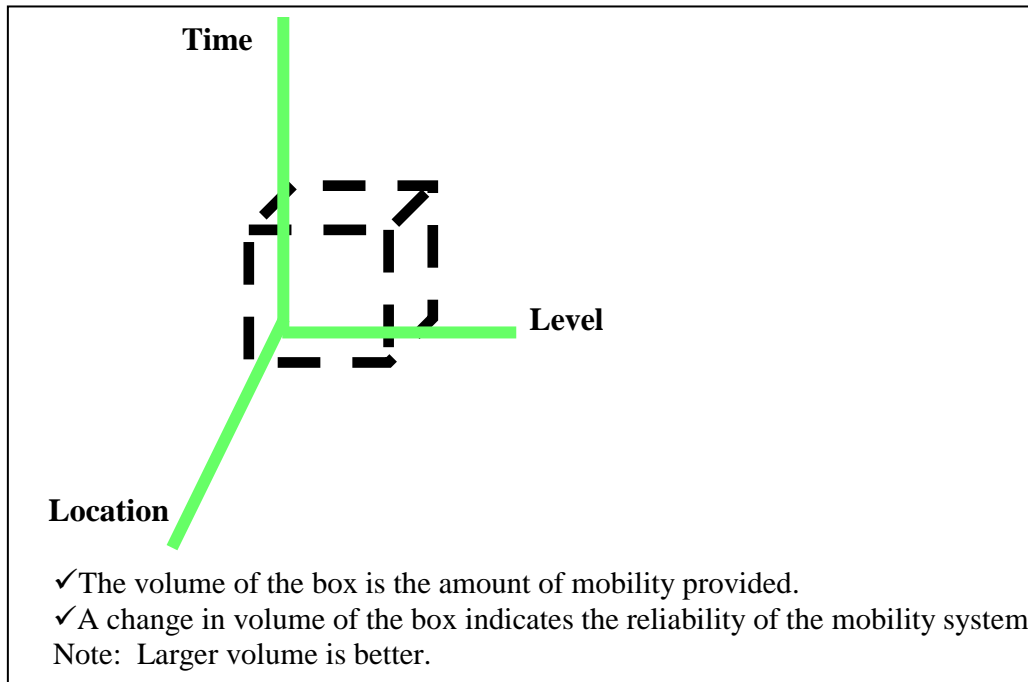 Time
Level
Location
✓The volume of the box is the amount of mobility provided.
✓A change in volume of the box indicates the reliability of the mobility system
Note:  Larger volume is better.